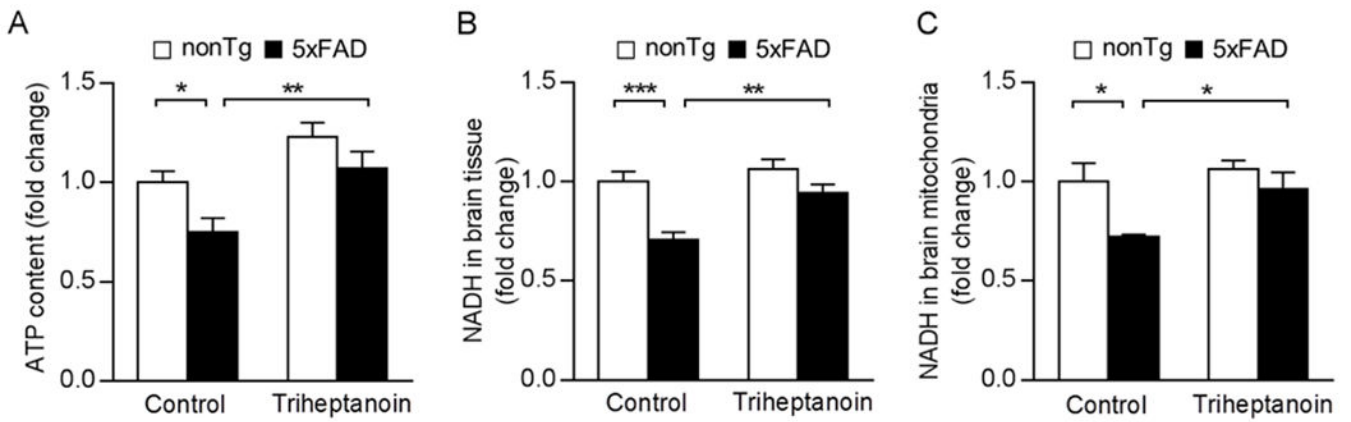 A
nonTg 5xFAD
ATP content (fold change)
1.5
1.0
0.5
0.0
* **
Control Triheptanoin
B
nonTg 5xFAD
NADH in brain tissue
(fold change)
1.5
1.0
0.5
0.0
*** **
Control Triheptanoin
C
nonTg 5xFAD
NADH in brain mitochondria
(fold change)
1.5
1.0
0.5
0.0
* *
Control Triheptanoin